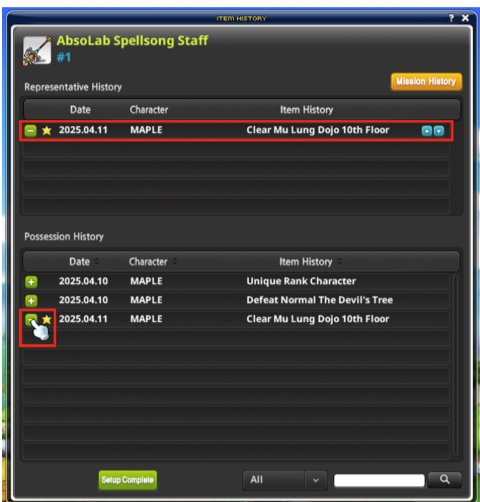 ITEM HISTORY ? X
AbsoLab Spellsong Staff
#1
Mission History
Representative History
Date Character Item History
2025.04.11 MAPLE Clear Mu Lung Dojo 10th Floor
Possession History
Date Character Item History
2025.04.10 MAPLE Unique Rank Character
2025.04.10 MAPLE Defeat Normal The Devil's Tree
2025.04.11 MAPLE Clear Mu Lung Dojo 10th Floor
Setup Complete All